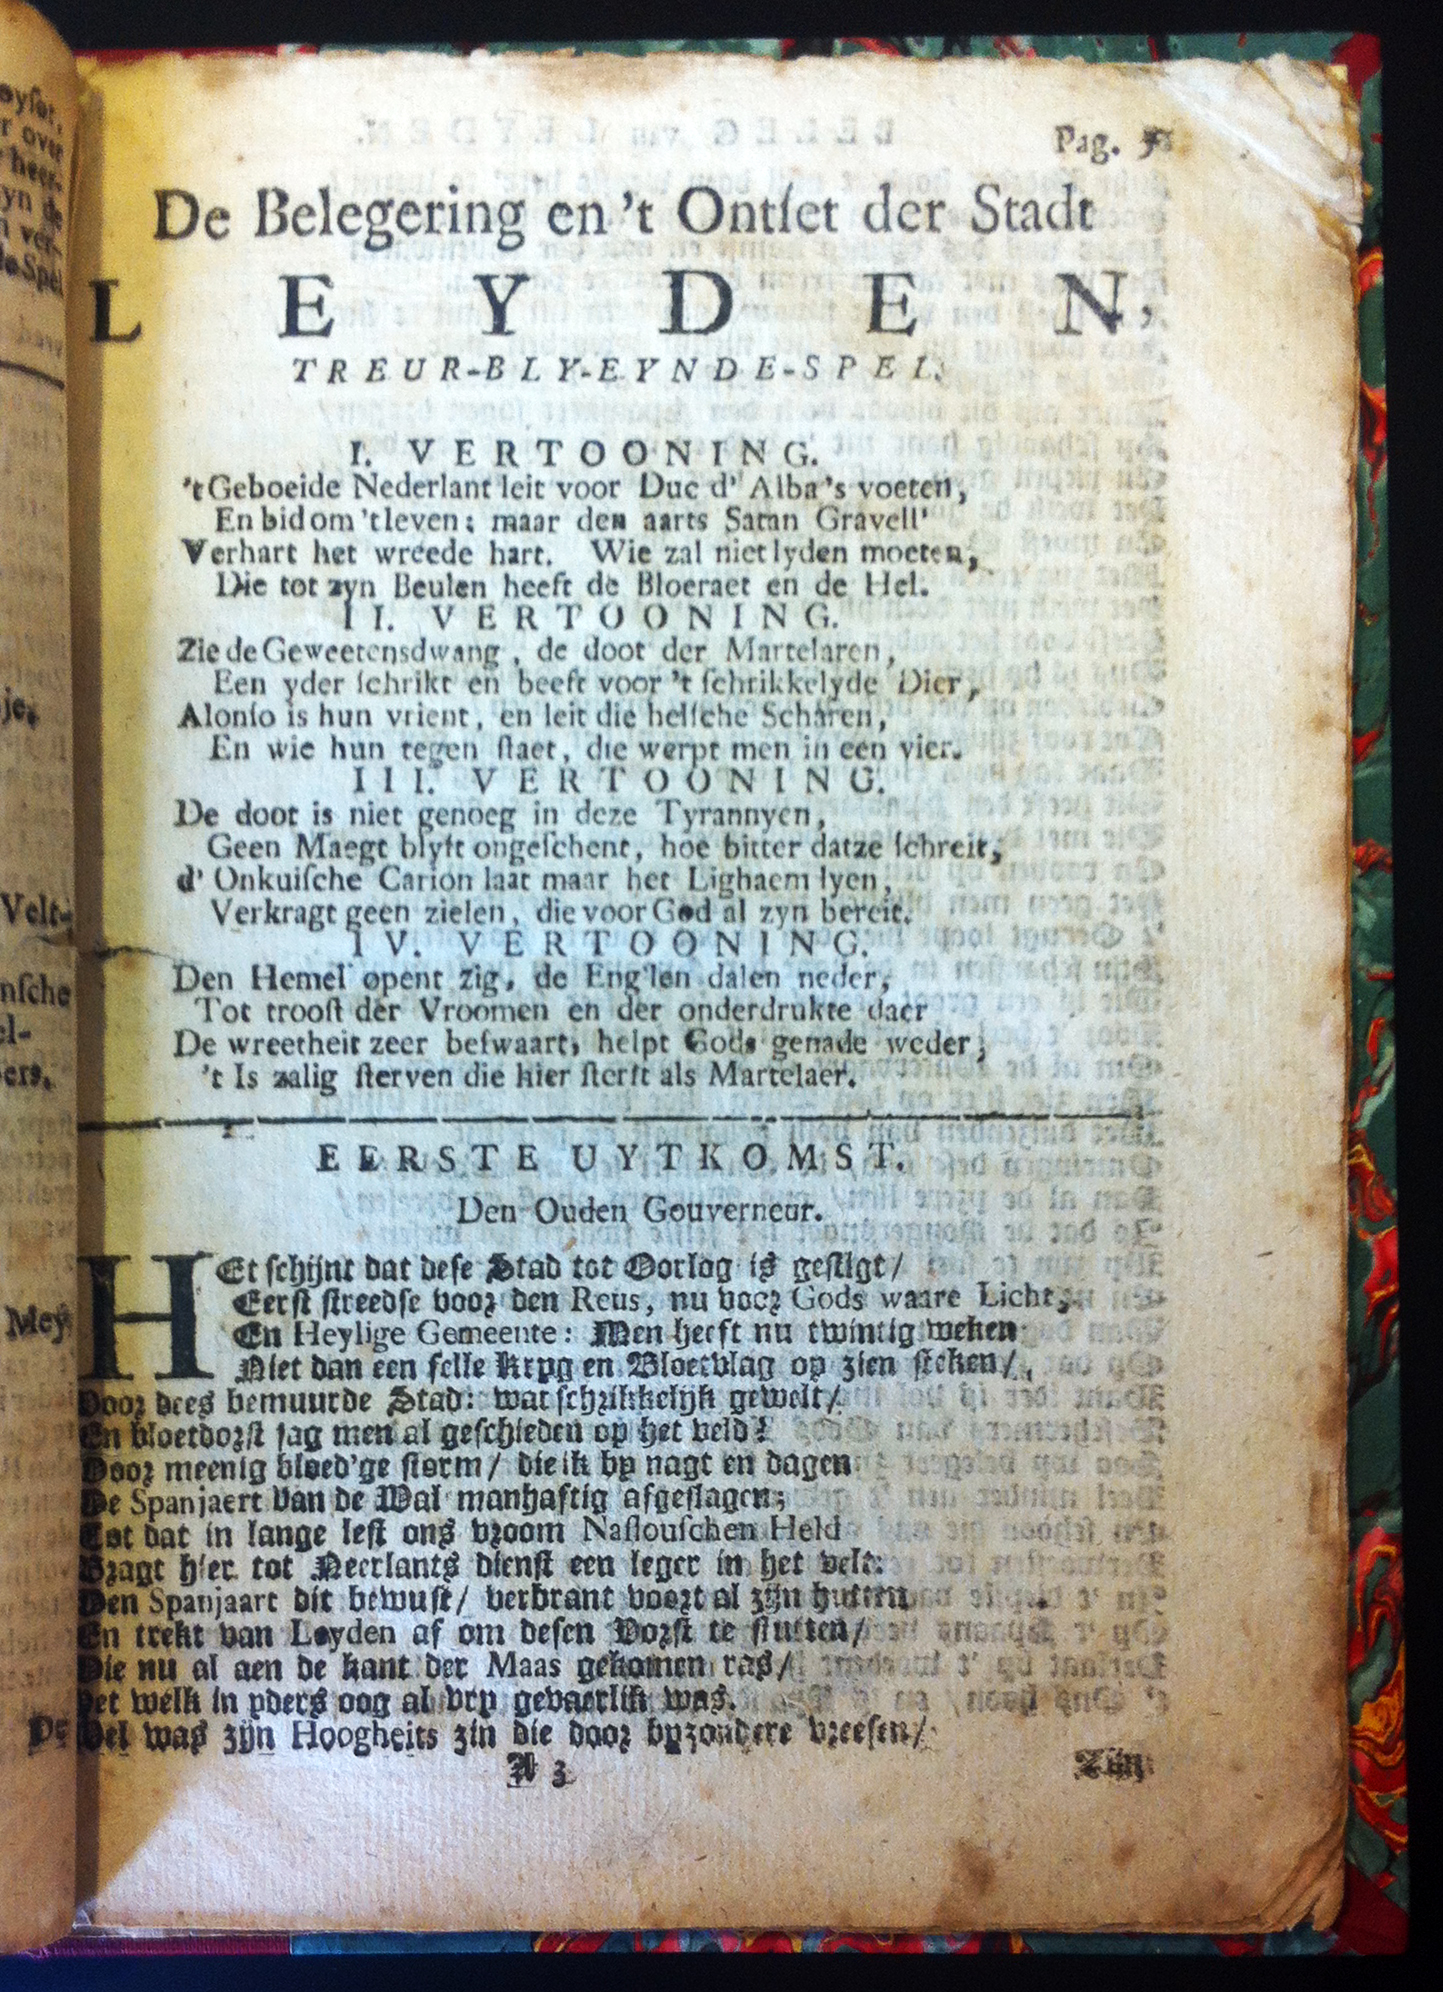 Pag. 3
De Belegering en 't Ontſet der Stadt
L E Y D E N,
TREUR-BLY-EYNDE-SPEL.
I. VERTOONING.
't Geboeide Nederlant leit voor Duc d' Alba's voeten,
En bid om 't leven; maar den aarts Satan Gravell'
Verhart het wreede hart. Wie zal niet lyden moeten,
Die tot zyn Beulen heeft de Bloeraet en de Hel.
II. VERTOONING.
Zie de Geweetensdwang, de doot der Martelaren,
Een yder ſchrikt en beeft voor 't ſchrikkelyde Dier,
Alonſo is hun vrient, en leit die helſche Scharen,
En wie hun tegen ſtaet, die werpt men in een vier.
III. VERTOONING.
De doot is niet genoeg in deze Tyrannyen,
Geen Maegt blyft ongeſchent, hoe bitter datze ſchreit,
d' Onkuiſche Carion laat maar het Lighaem lyen,
Verkragt geen zielen, die voor God al zyn bereit.
IV. VERTOONING.
Den Hemel opent zig, de Eng'len dalen neder,
Tot trooſt der Vroomen en der onderdrukte daer
De wreetheit zeer beſwaart, helpt Gods genade weder,
't Is zalig ſterven die hier ſterft als Martelaer.
EERSTE UYTKOMST.
Den Ouden Gouverneur.
HEt ſchijnt dat deſe Stad tot Oorlog is geſtigt/
Eerſt ſtreedſe voor den Reus, nu voor Gods waare Licht,
En Heylige Gemeente: Men heeft nu twintig weken
Niet dan een felle Kryg en Bloetvlag op zien ſteken/
Door dees bemuurde Stad: wat ſchrikkelijk gewelt/
En bloetdorſt ſag men al geſchieden op het veld?
Door meenig bloed'ge ſtorm/ die ik by nagt en dagen
De Spanjaert van de Wal manhaftig afgeſlagen;
Tot dat in lange leſt ons vroom Naſſouſchen Held
Bragt hier tot Neerlants dienſt een leger in het velt:
Den Spanjaart dit bewuſt/ verbrant voort al zijn hutten
En trekt van Leyden af om deſen Vorſt te ſtutten/
Die nu al aen de kant der Maas gekomen ras/
Het welk in yders oog al vry gevaerlik was.
Wel was zijn Hoogheits zin die door byzondere vreeſen/
A 3
Zijn